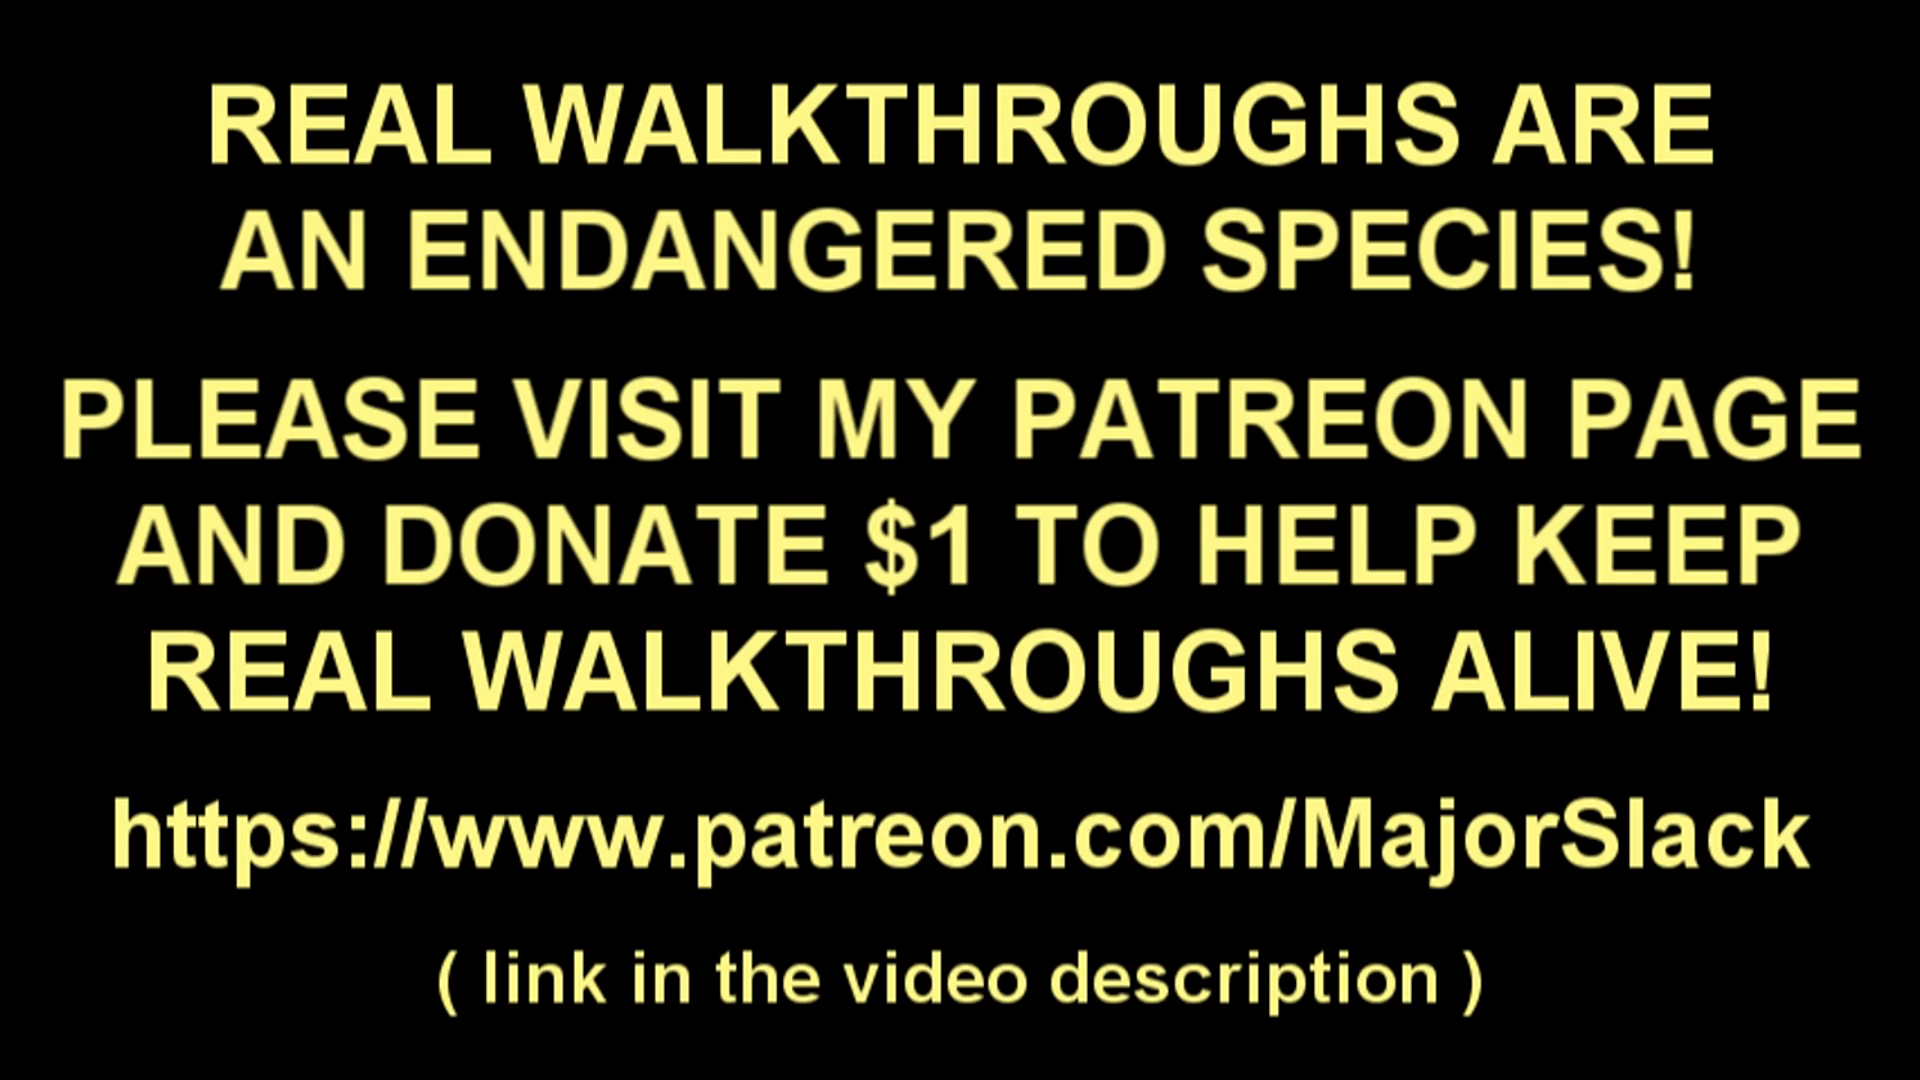 REAL WALKTHROUGHS ARE
AN ENDANGERED SPECIES!
PLEASE VISIT MY PATREON PAGE
AND DONATE $1 TO HELP KEEP
REAL WALKTHROUGHS ALIVE!
https://www.patreon.com/MajorSlack
( link in the video description )